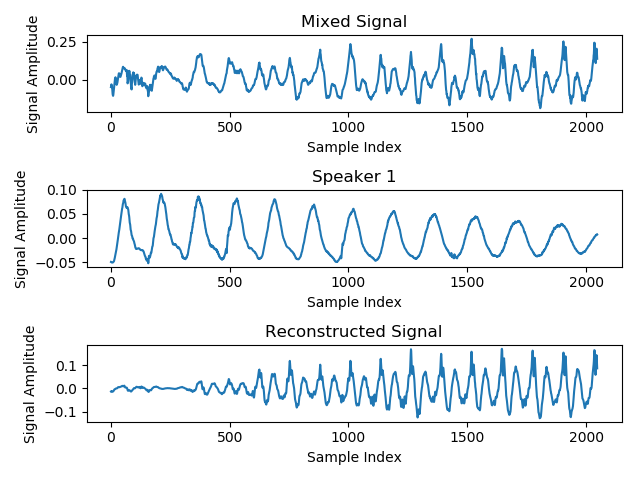 Mixed Signal
Signal Amplitude
0.25
0.00
0
500
1000
1500
2000
Sample Index
Speaker 1
Signal Amplitude
0.10
0.05
0.00
−0.05
0
500
1000
1500
2000
Sample Index
Reconstructed Signal
Signal Amplitude
0.1
0.0
−0.1
0
500
1000
1500
2000
Sample Index